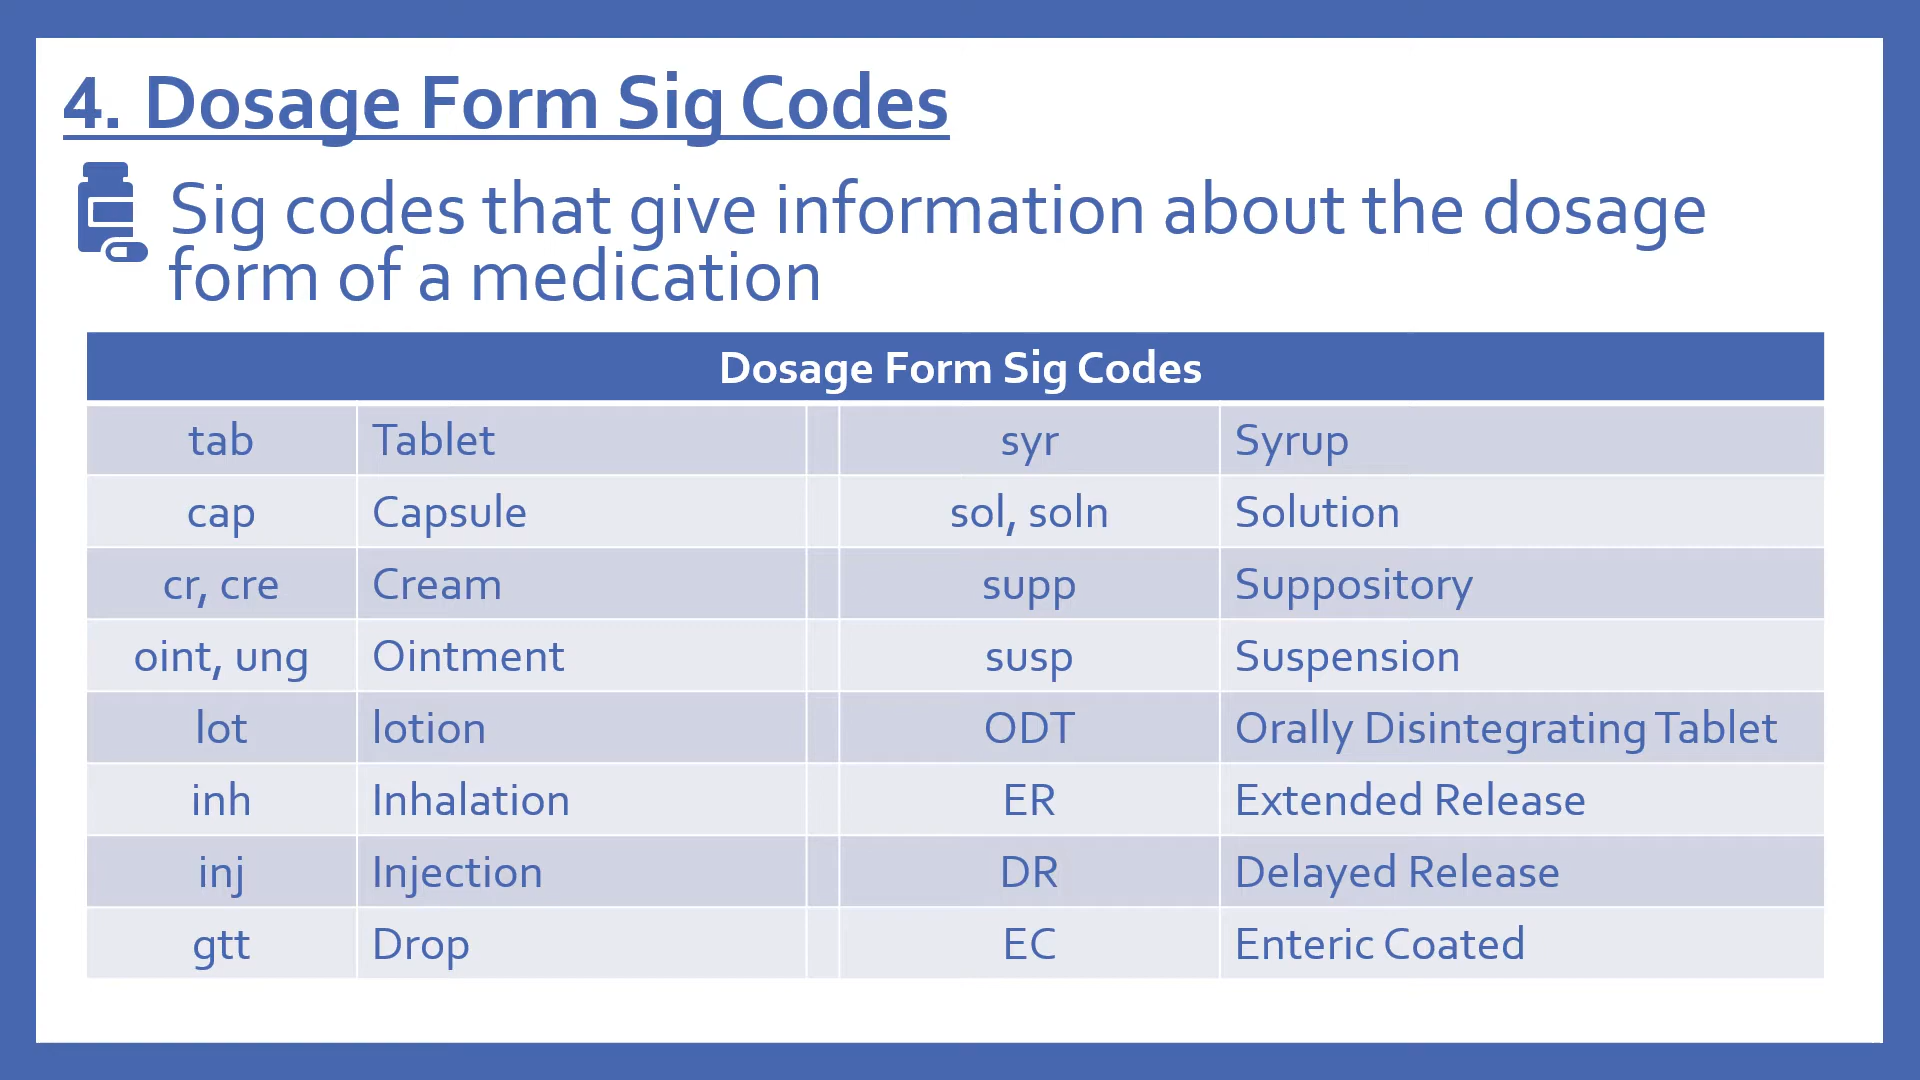 4. Dosage Form Sig Codes
Sig codes that give information about the dosage
form of a medication
Dosage Form Sig Codes
tab Tablet syr Syrup
cap Capsule sol, soln Solution
cr, cre Cream supp Suppository
oint, ung Ointment susp Suspension
lot lotion ODT Orally Disintegrating Tablet
inh Inhalation ER Extended Release
inj Injection DR Delayed Release
gtt Drop EC Enteric Coated